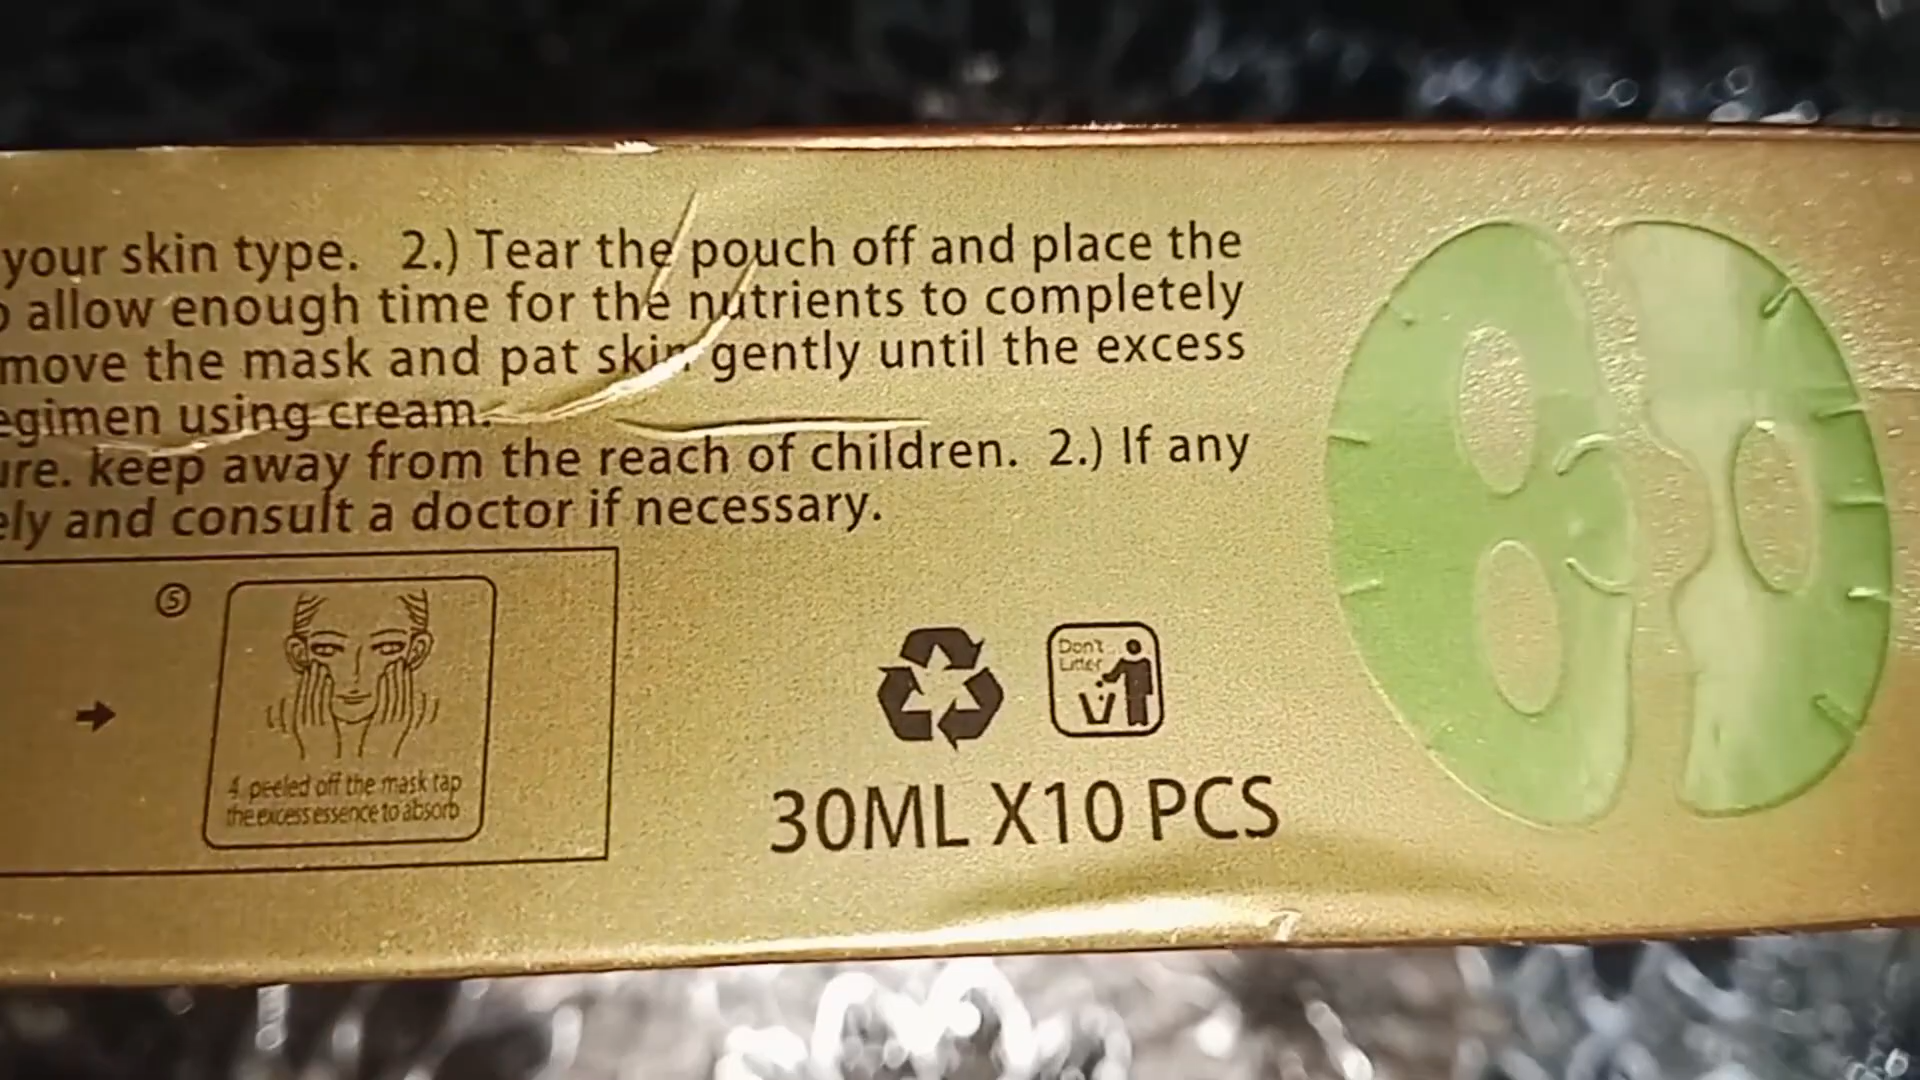 your skin type. 2.) Tear the pouch off and place the
allow enough time for the nutrients to completely
move the mask and pat skin gently until the excess
egimen using cream.
ure. keep away from the reach of children. 2.) If any
ely and consult a doctor if necessary.
5
4. peeled off the mask tap
the excess essence to absorb
Don't
Litter
30ML X10 PCS